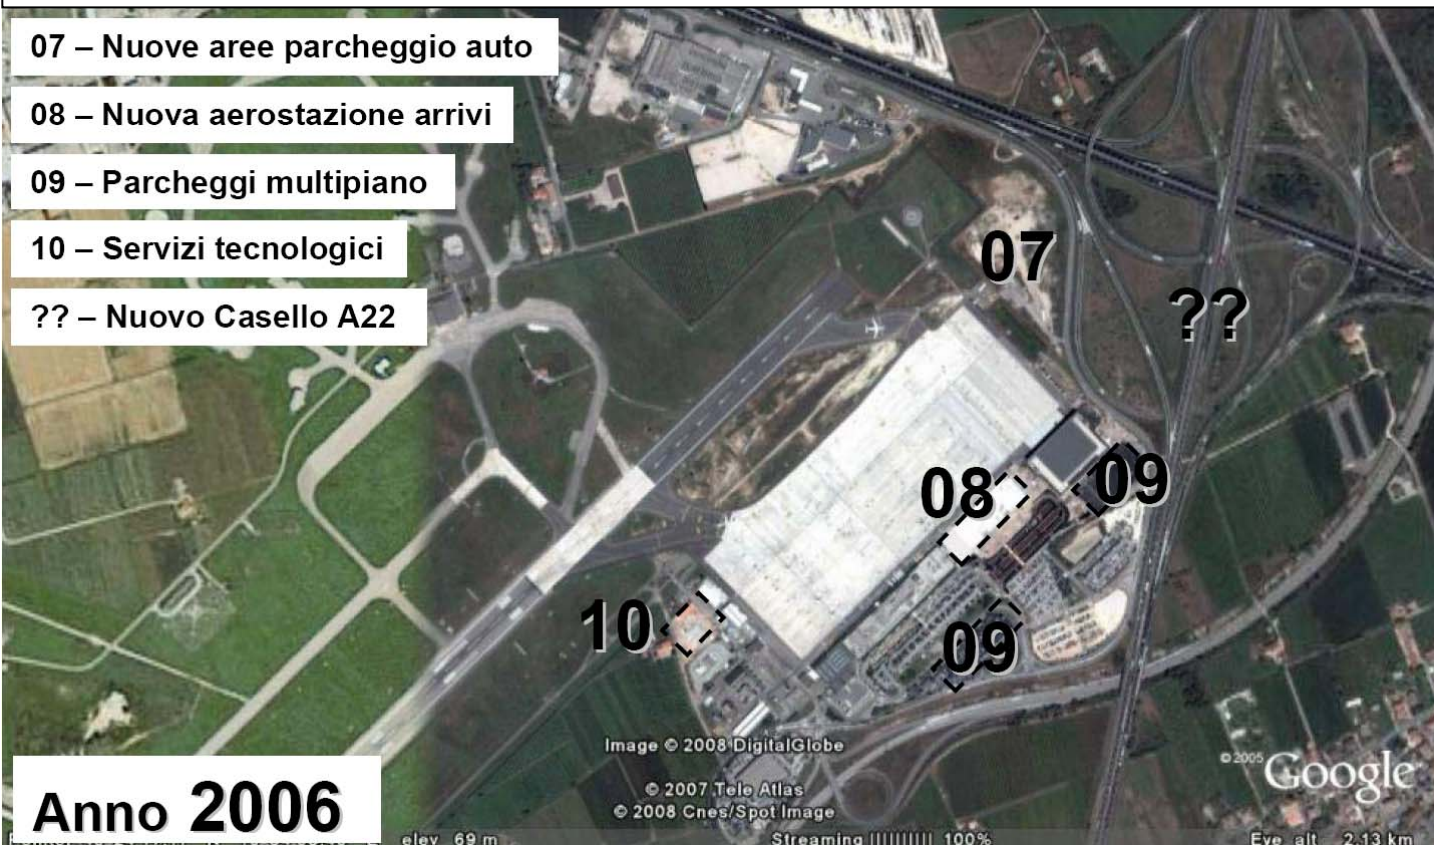 07 – Nuove aree parcheggio auto
08 – Nuova aerostazione arrivi
09 – Parcheggi multipiano
10 – Servizi tecnologici
?? – Nuovo Casello A22
07
??
08
09
10
09
Image © 2008 DigitalGlobe
© 2007 Tele Atlas
© 2008 Cnes/Spot Image
©2005 Google
Anno 2006
elev 69 m
Streaming |||||||||| 100%
Eye alt 2.13 km